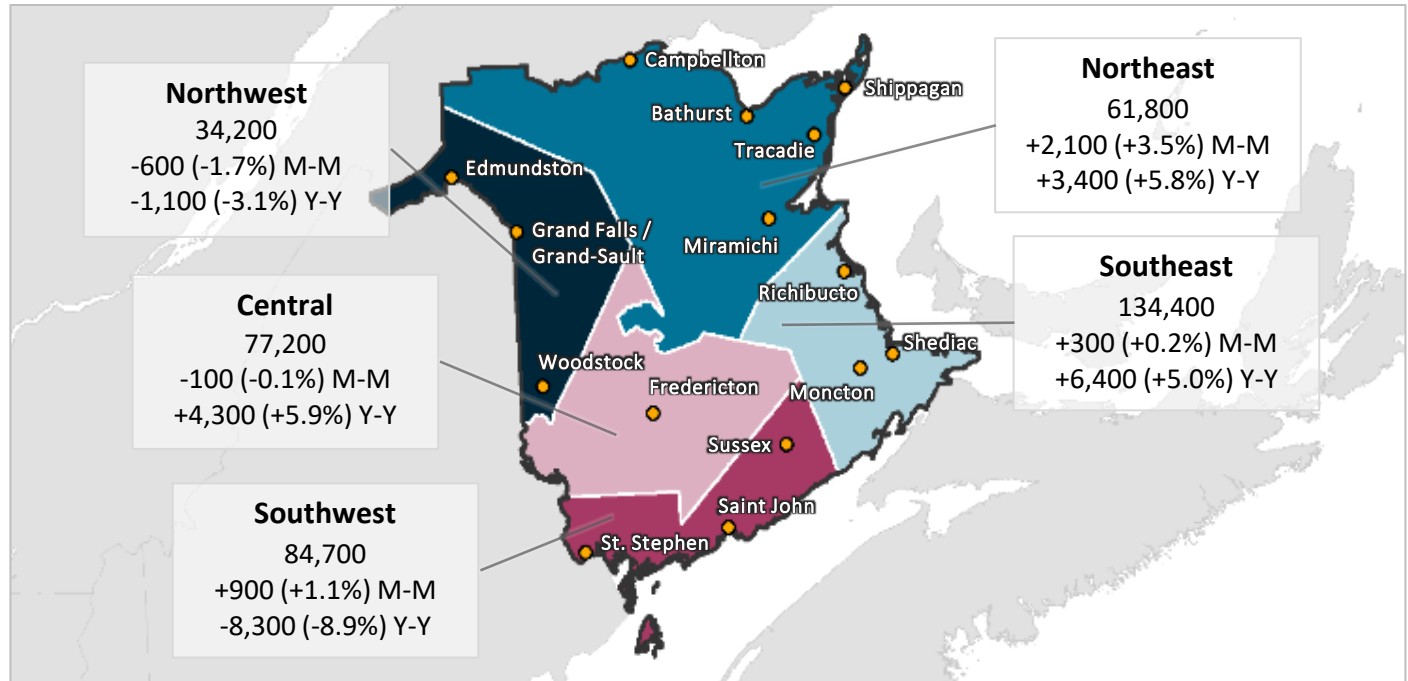 Northwest
34,200
-600 (-1.7%) M-M
-1,100 (-3.1%) Y-Y
Central
77,200
-100 (-0.1%) M-M
+4,300 (+5.9%) Y-Y
Southwest
84,700
+900 (+1.1%) M-M
-8,300 (-8.9%) Y-Y
Campbellton
Shippagan
Bathurst
Tracadie
Edmundston
Grand Falls /
Grand-Sault
Miramichi
Richibucto
Shediac
Woodstock
Fredericton
Moncton
Sussex
Saint John
St. Stephen
Northeast
61,800
+2,100 (+3.5%) M-M
+3,400 (+5.8%) Y-Y
Southeast
134,400
+300 (+0.2%) M-M
+6,400 (+5.0%) Y-Y